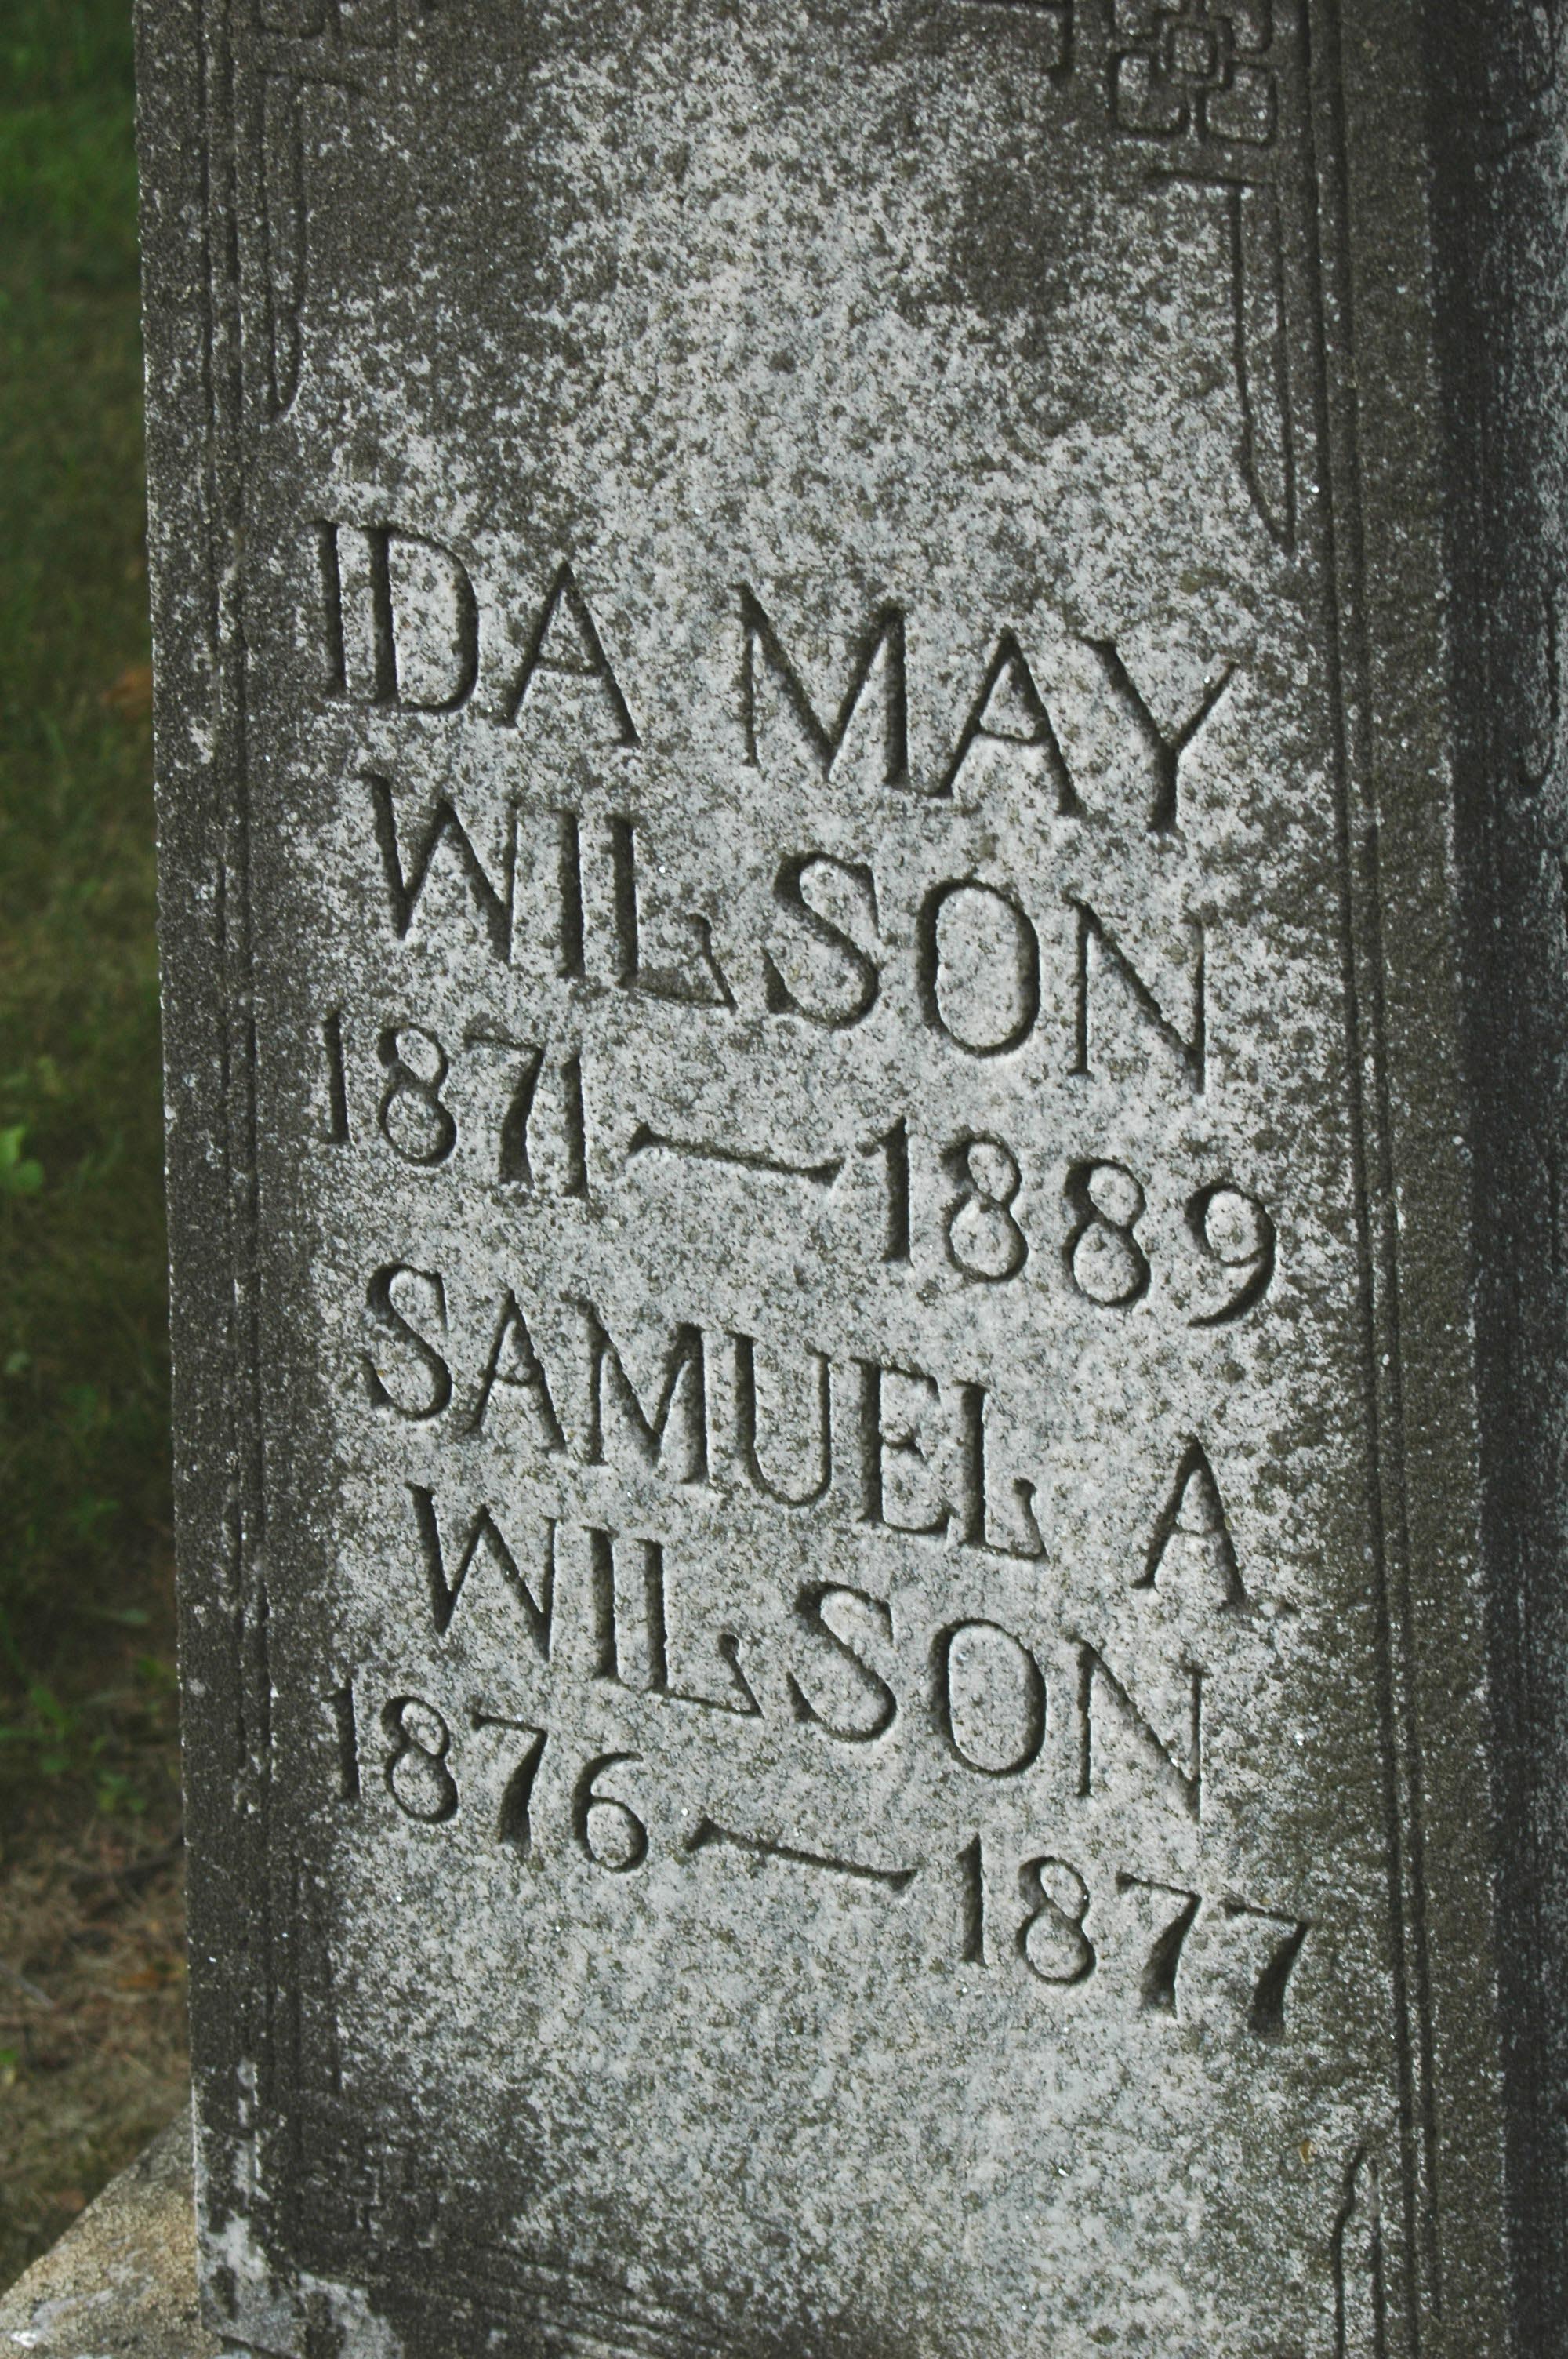 IDA MAY
WILSON
1871—1889
SAMUEL A.
WILSON
1876—1877